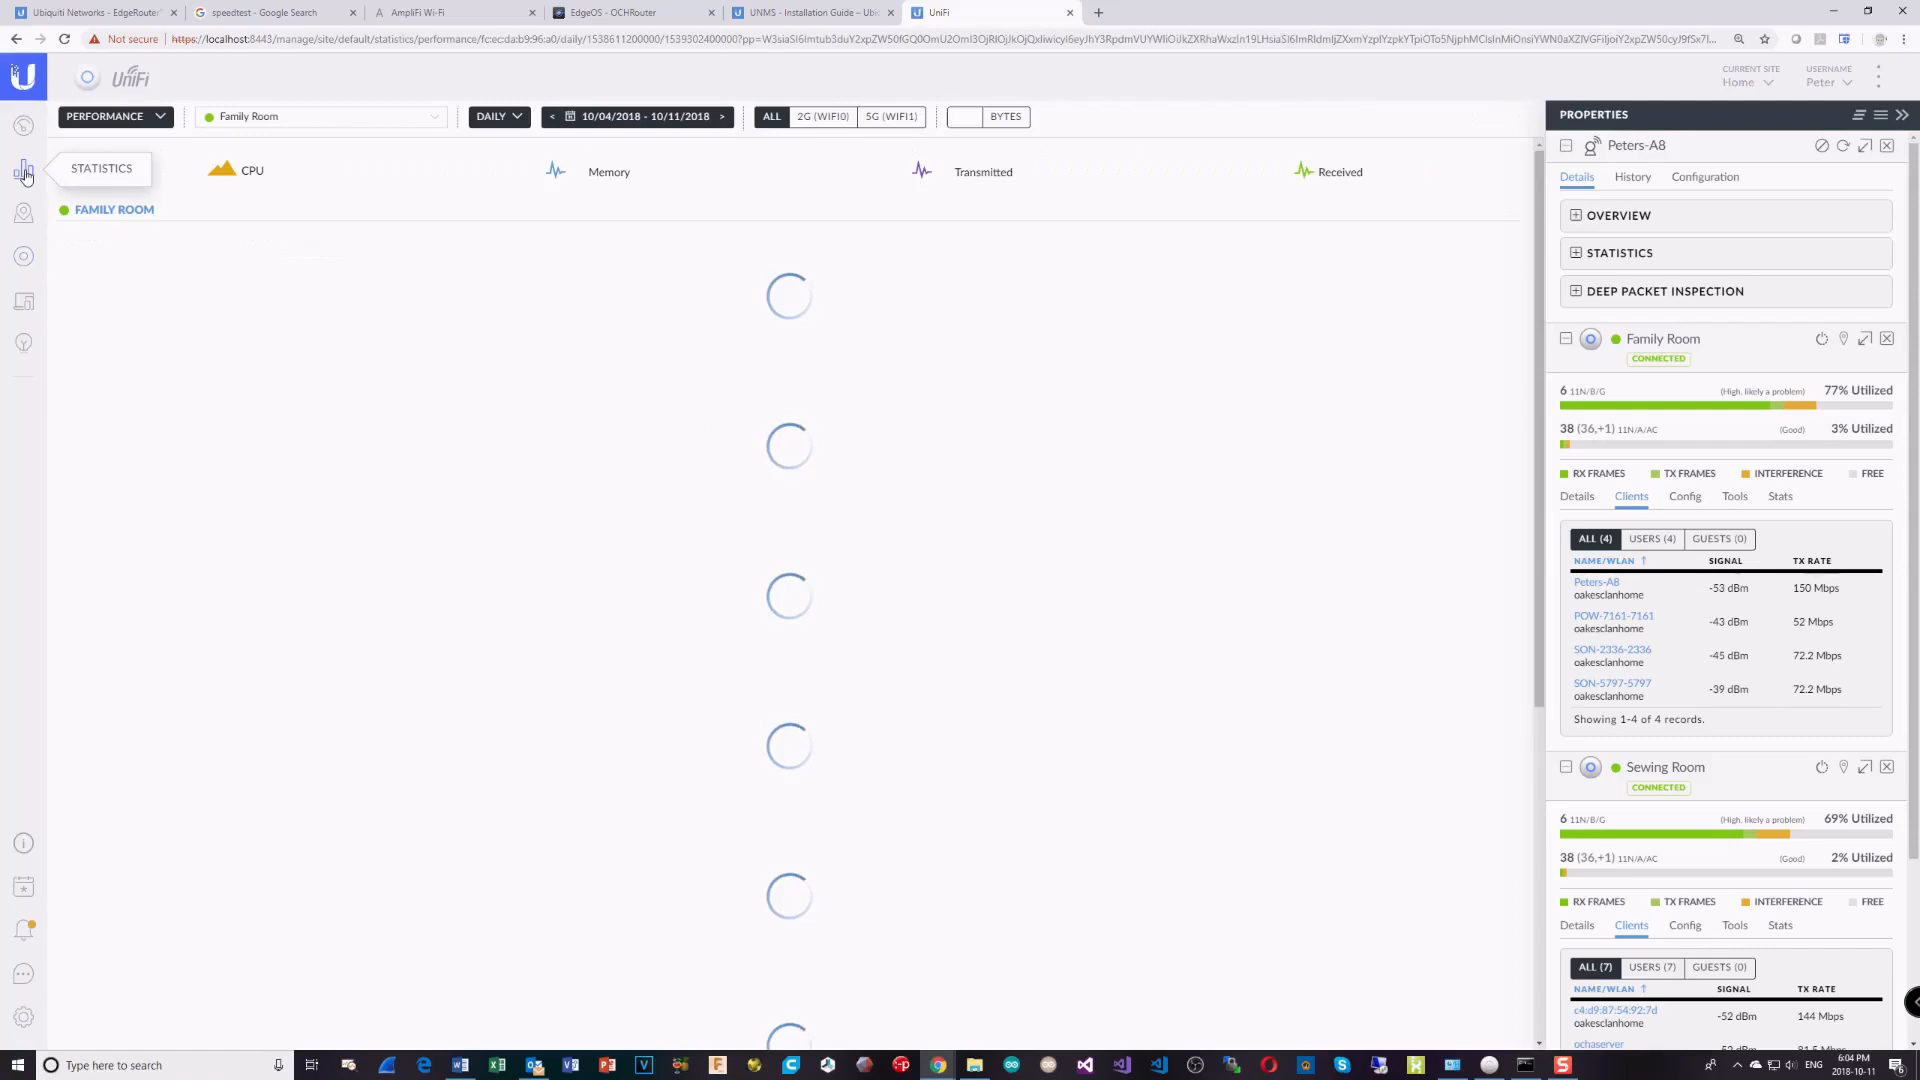 Ubiquiti Networks - EdgeRouter
speedtest - Google Search
AmpliFi Wi-Fi
EdgeOS - OCHRouter
UNMS - Installation Guide – Ubi
UniFi
Not secure
UniFi
CURRENT SITE
Home
USERNAME
Peter
PERFORMANCE
Family Room
DAILY
10/04/2018 - 10/11/2018
ALL
2G (WIFI0)
5G (WIFI1)
BYTES
STATISTICS
CPU
Memory
Transmitted
Received
FAMILY ROOM
PROPERTIES
Peters-A8
Details History Configuration
OVERVIEW
STATISTICS
DEEP PACKET INSPECTION
Family Room
CONNECTED
6 11N/B/G (High, likely a problem) 77% Utilized
38 (36,+1) 11N/A/AC (Good) 3% Utilized
RX FRAMES TX FRAMES INTERFERENCE FREE
Details Clients Config Tools Stats
ALL (4) USERS (4) GUESTS (0)
NAME/WLAN ↑ SIGNAL TX RATE
Peters-A8
oakesclanhome -53 dBm 150 Mbps
POW-7161-7161
oakesclanhome -43 dBm 52 Mbps
SON-2336-2336
oakesclanhome -45 dBm 72.2 Mbps
SON-5797-5797
oakesclanhome -39 dBm 72.2 Mbps
Showing 1-4 of 4 records.
Sewing Room
CONNECTED
6 11N/B/G (High, likely a problem) 69% Utilized
38 (36,+1) 11N/A/AC (Good) 2% Utilized
RX FRAMES TX FRAMES INTERFERENCE FREE
Details Clients Config Tools Stats
ALL (7) USERS (7) GUESTS (0)
NAME/WLAN ↑ SIGNAL TX RATE
c4:d9:87:54:92:7d
oakesclanhome -52 dBm 144 Mbps
ochaserver
Type here to search
ENG
6:04 PM
2018-10-11